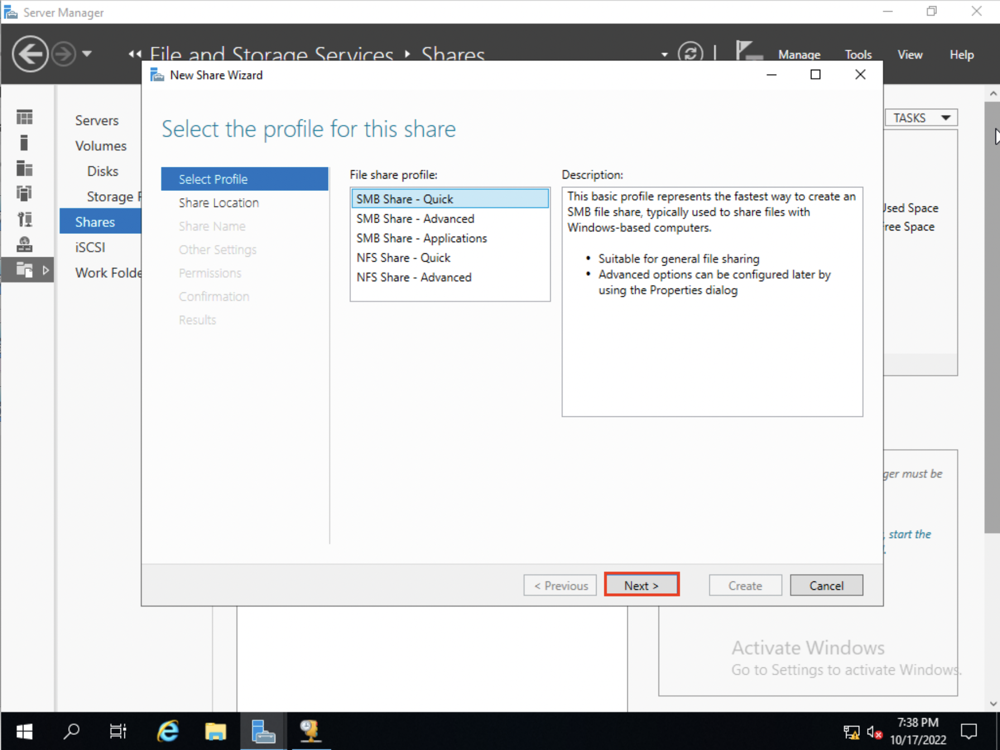 Server Manager
File and Storage Services
Shares
Manage
Tools
View
Help
New Share Wizard
Servers
Volumes
Disks
Storage
Shares
iSCSI
Work
TASKS
Select the profile for this share
Select Profile
Share Location
Share Name
Other Settings
Permissions
Confirmation
Results
File share profile:
SMB Share - Quick
SMB Share - Advanced
SMB Share - Applications
NFS Share - Quick
NFS Share - Advanced
Description:
This basic profile represents the fastest way to create an
SMB file share, typically used to share files with
Windows-based computers.
• Suitable for general file sharing
• Advanced options can be configured later by
using the Properties dialog
Space
Space
must be
, start the
< Previous
Next >
Create
Cancel
Activate Windows
Go to Settings to activate Windows.
7:38 PM
10/17/2022